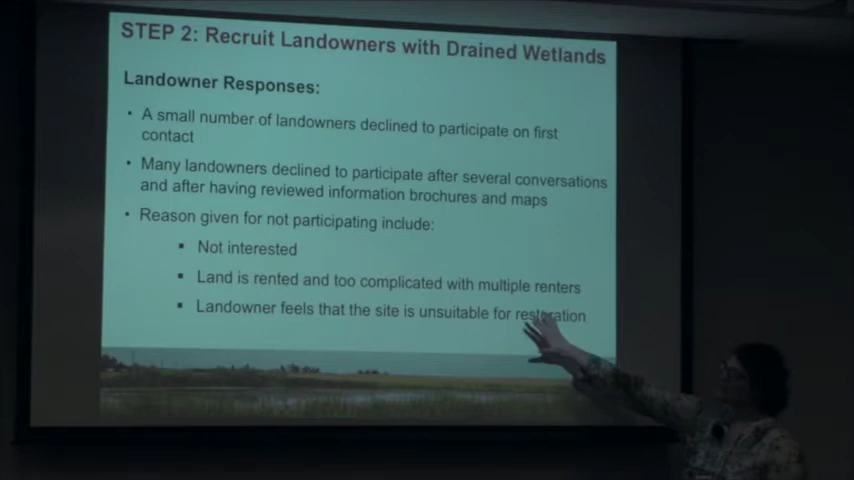 STEP 2: Recruit Landowners with Drained Wetlands
Landowner Responses:
• A small number of landowners declined to participate on first
contact
• Many landowners declined to participate after several conversations
and after having reviewed information brochures and maps
• Reason given for not participating include:
▪ Not interested
▪ Land is rented and too complicated with multiple renters
▪ Landowner feels that the site is unsuitable for restoration